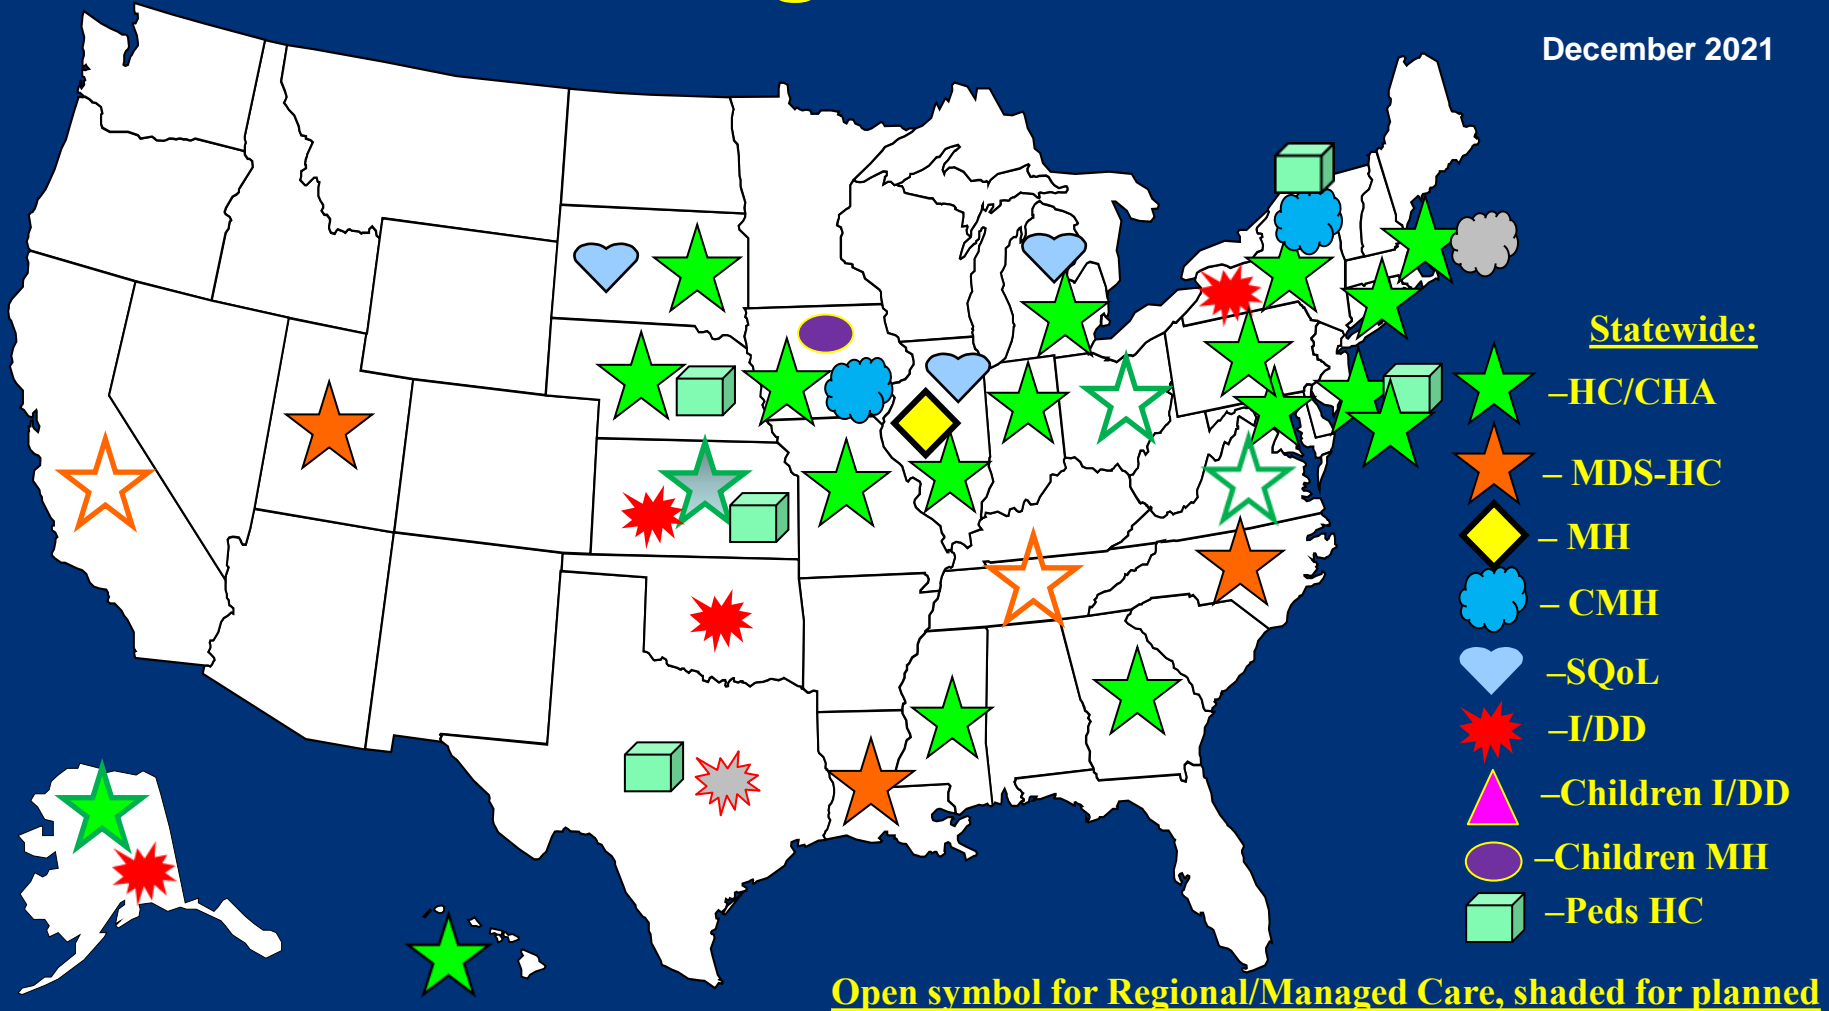 December 2021
Statewide:
–HC/CHA
– MDS-HC
– MH
– CMH
–SQoL
–I/DD
–Children I/DD
–Children MH
–Peds HC
Open symbol for Regional/Managed Care, shaded for planned